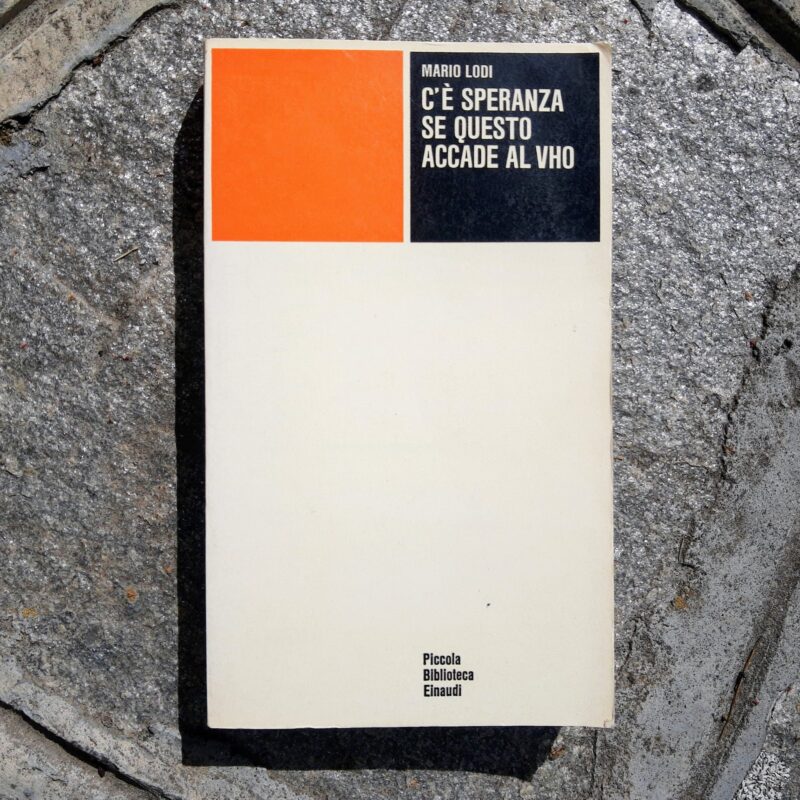 MARIO LODI
C'È SPERANZA
SE QUESTO
ACCADE AL VHO
Piccola
Biblioteca
Einaudi